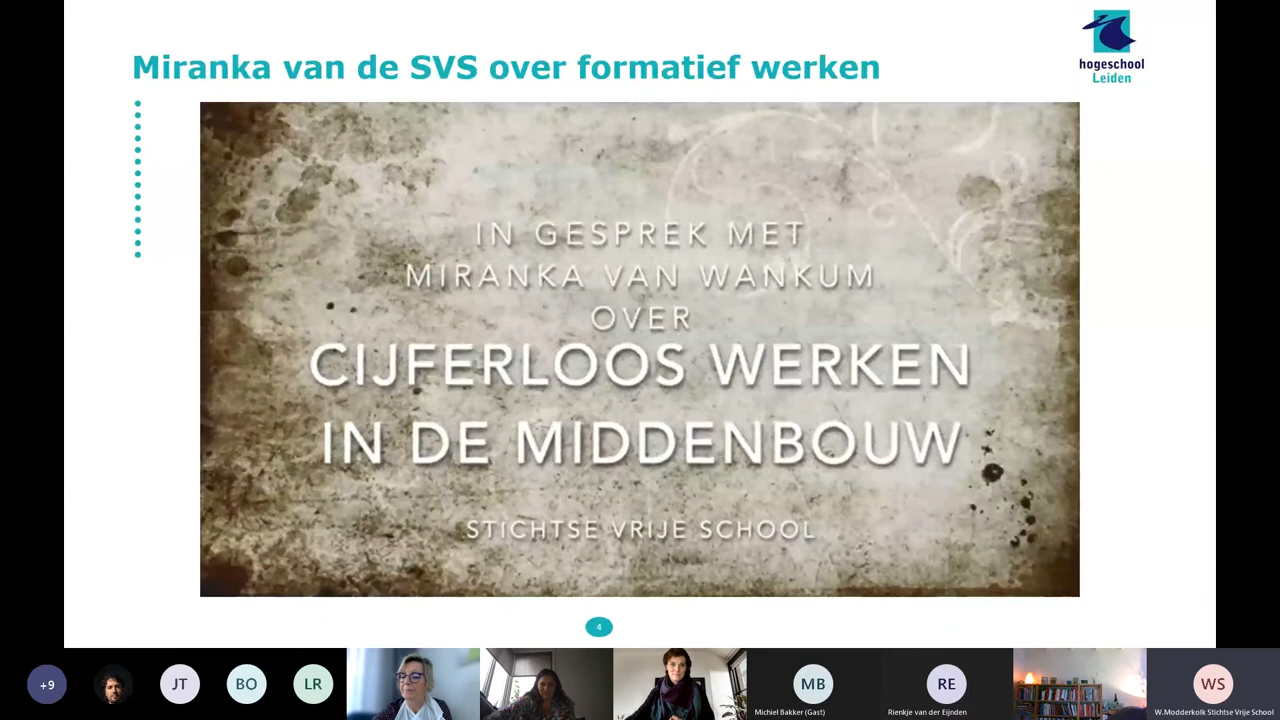 Miranka van de SVS over formatief werken
hogeschool
Leiden
IN GESPREK MET
MIRANKA VAN WANKUM
OVER
CIJFERLOOS WERKEN
IN DE MIDDENBOUW
STICHTSE VRIJE SCHOOL
4
+9
JT
BO
LR
MB
Michiel Bakker (Gast)
RE
Rienkje van der Eijnden
WS
W.Modderkolk Stichtse Vrije School